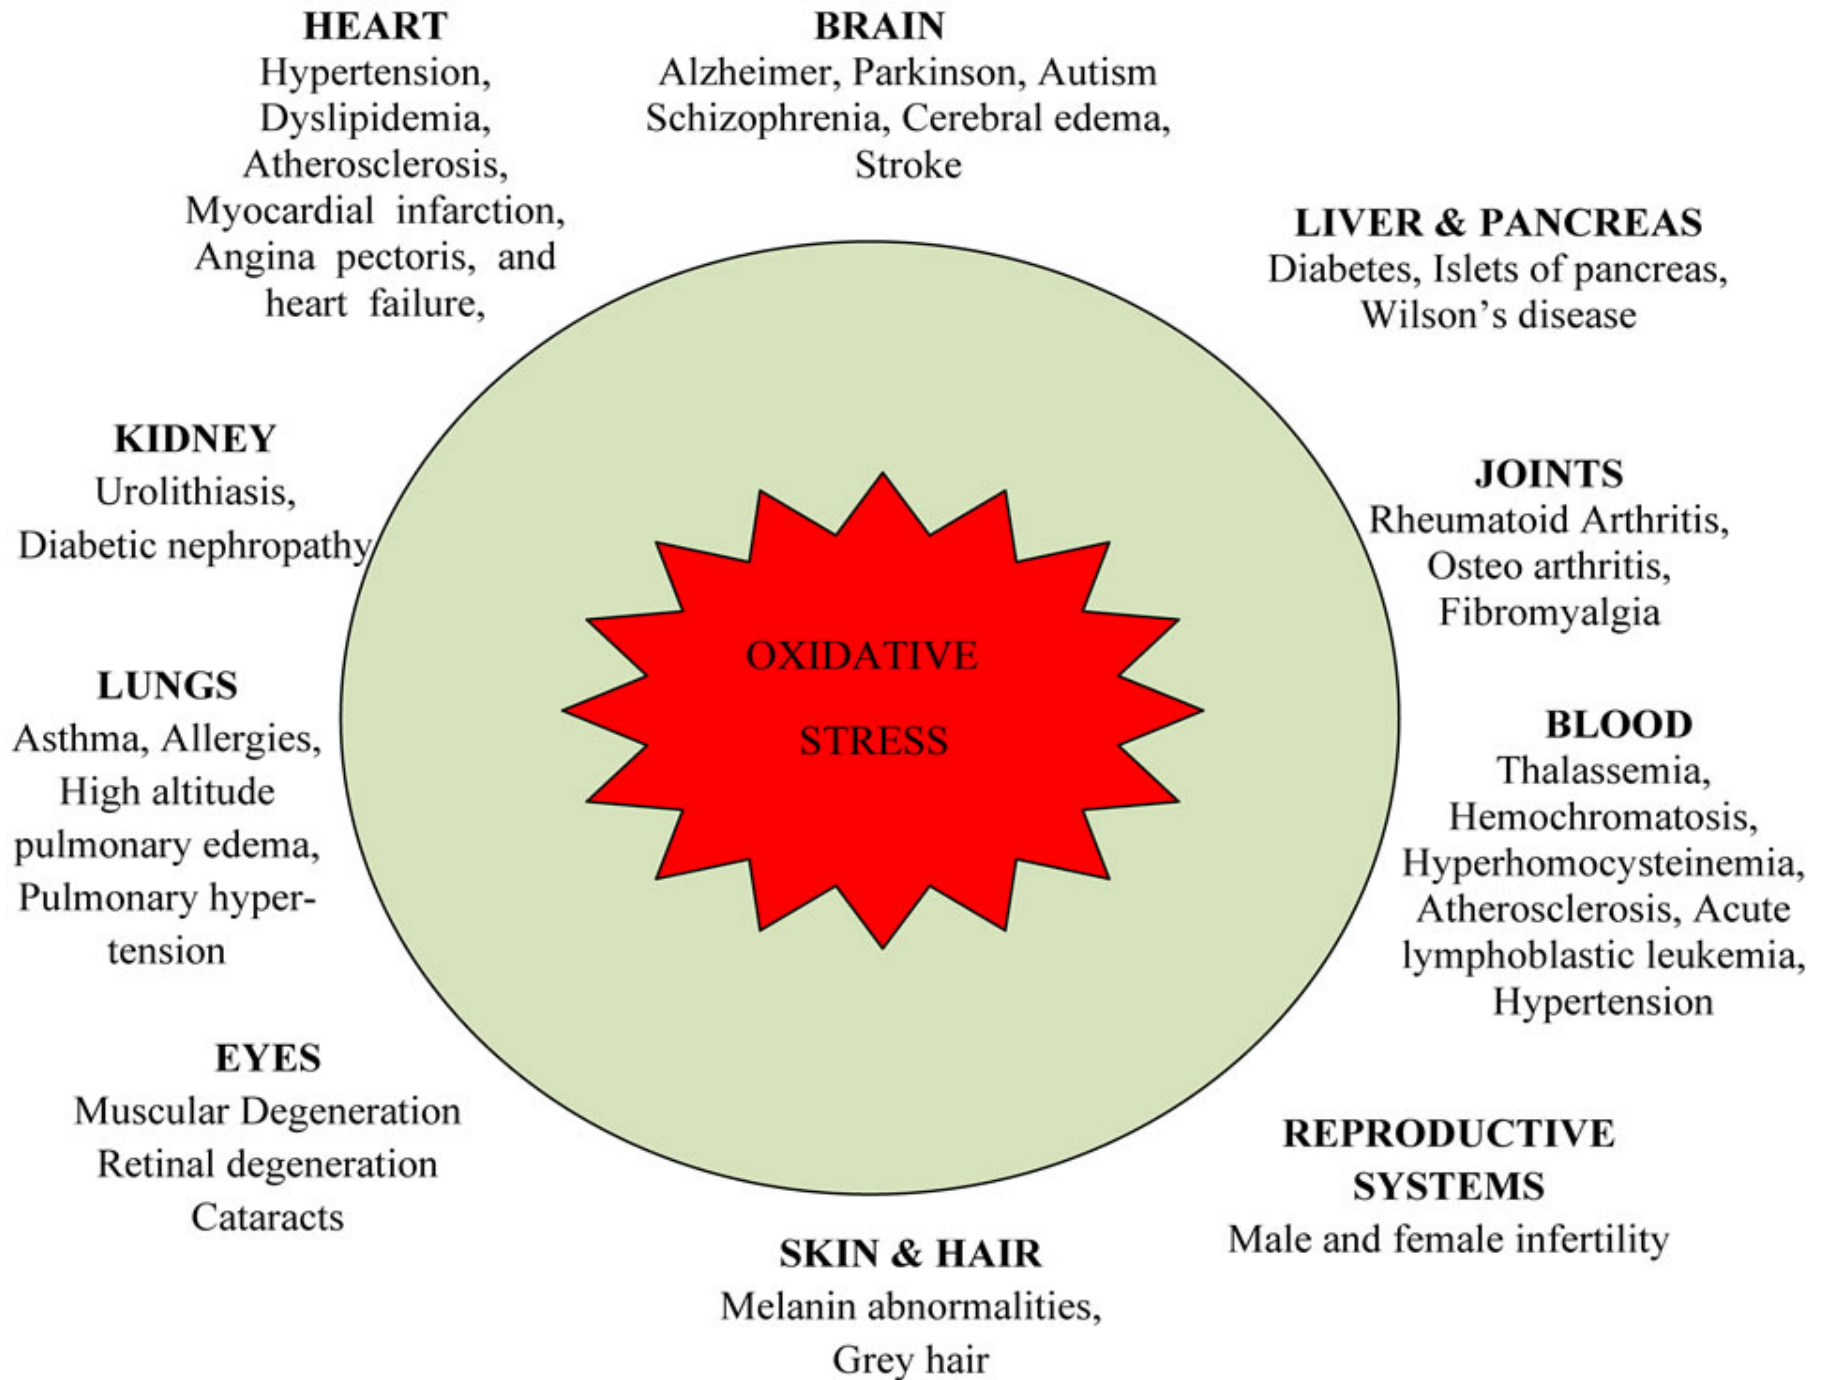 HEART
Hypertension,
Dyslipidemia,
Atherosclerosis,
Myocardial infarction,
Angina pectoris, and
heart failure,
BRAIN
Alzheimer, Parkinson, Autism
Schizophrenia, Cerebral edema,
Stroke
LIVER & PANCREAS
Diabetes, Islets of pancreas,
Wilson’s disease
KIDNEY
Urolithiasis,
Diabetic nephropathy
JOINTS
Rheumatoid Arthritis,
Osteo arthritis,
Fibromyalgia
OXIDATIVE
STRESS
LUNGS
Asthma, Allergies,
High altitude
pulmonary edema,
Pulmonary hyper-
tension
BLOOD
Thalassemia,
Hemochromatosis,
Hyperhomocysteinemia,
Atherosclerosis, Acute
lymphoblastic leukemia,
Hypertension
EYES
Muscular Degeneration
Retinal degeneration
Cataracts
REPRODUCTIVE
SYSTEMS
Male and female infertility
SKIN & HAIR
Melanin abnormalities,
Grey hair